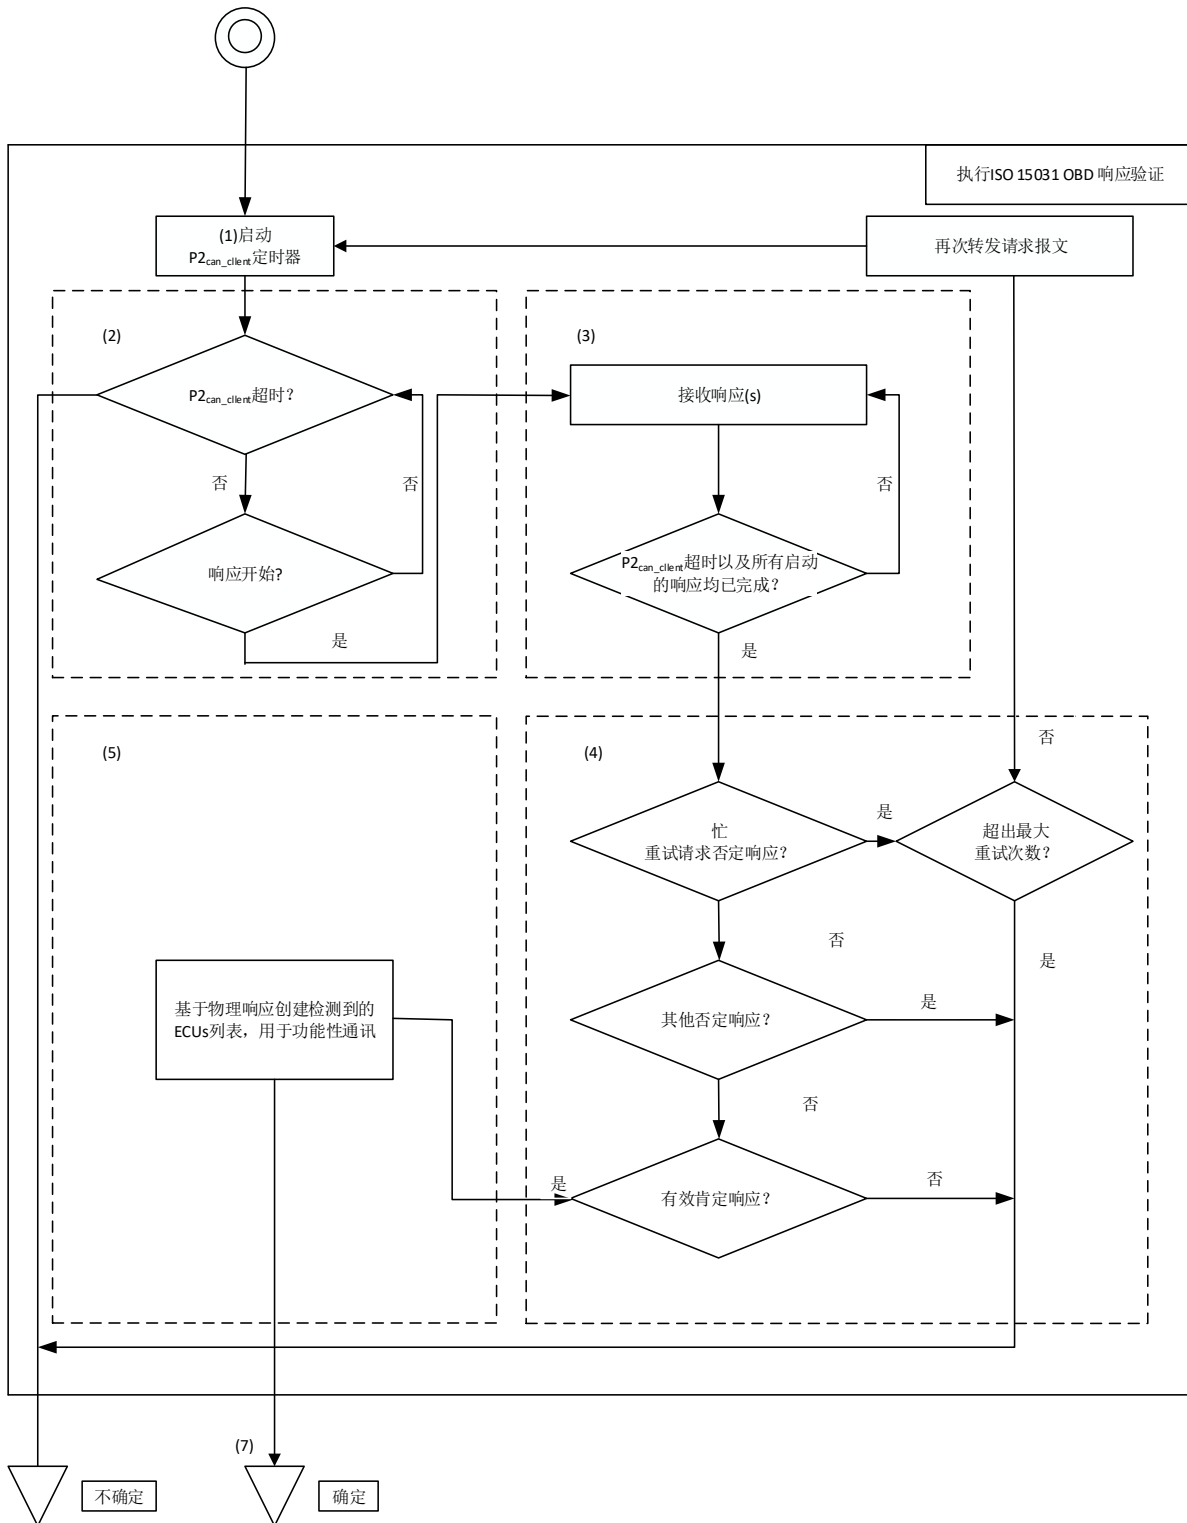 执行ISO 15031 OBD 响应验证
(1)启动
P2can_cllent定时器
再次转发请求报文
(2)
P2can_cllent超时?
否
否
响应开始?
是
(3)
接收响应(s)
否
P2can_cllent超时以及所有启动
的响应均已完成?
是
(5)
基于物理响应创建检测到的
ECUs列表，用于功能性通讯
(4)
否
忙
重试请求否定响应?
是
超出最大
重试次数?
否
是
其他否定响应?
是
否
是
有效肯定响应?
否
(7)
不确定
确定